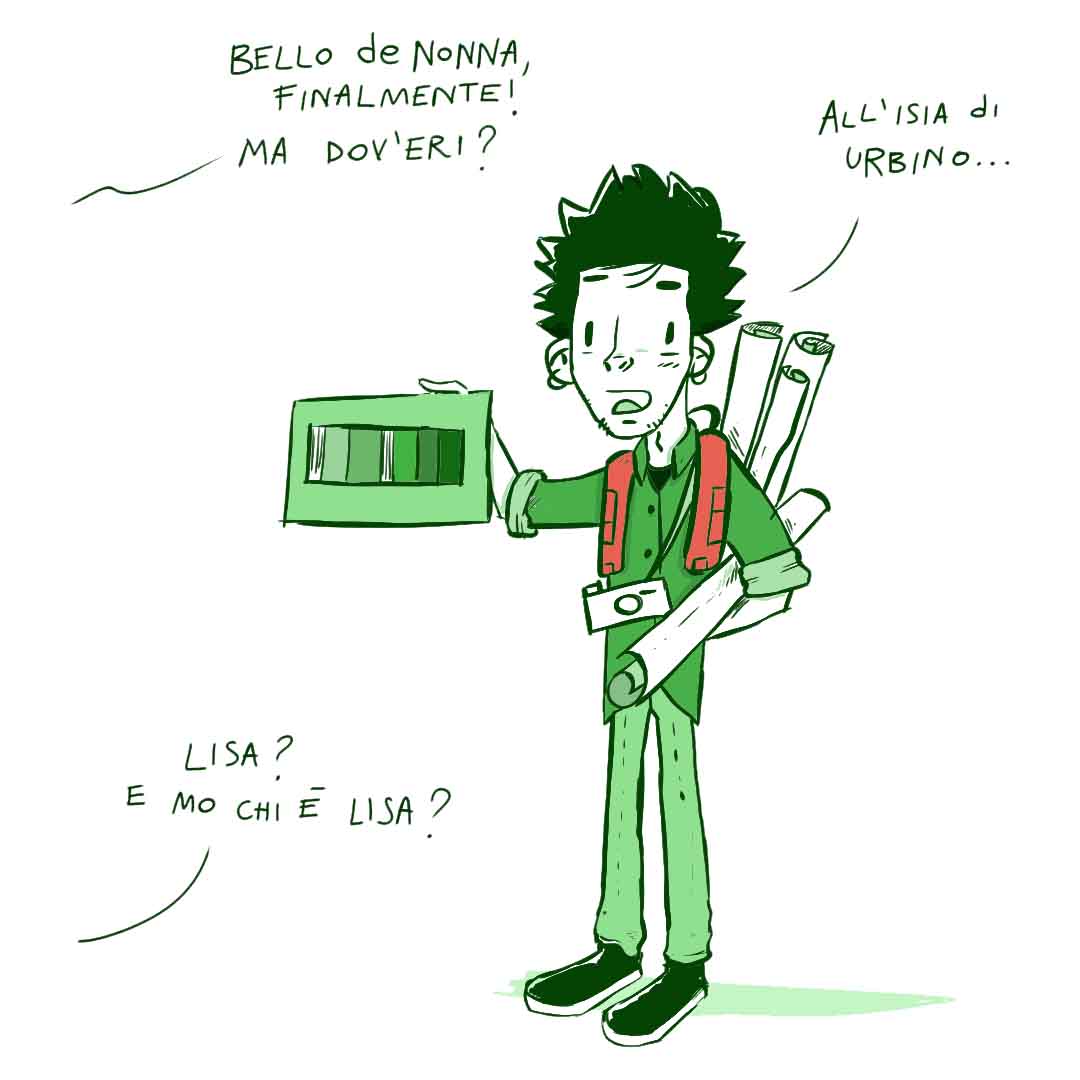 BELLO de NONNA,
FINALMENTE!
MA DOV'ERI?
ALL'ISIA di
URBINO...
LISA?
E MO CHI È LISA?